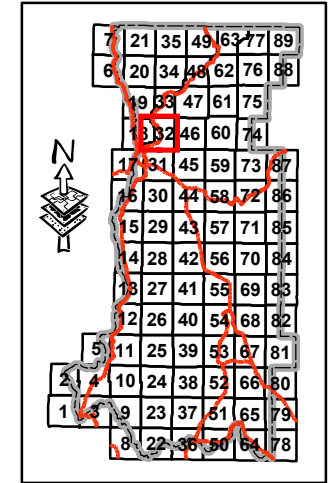 7 21 35 49 63 77 89
6 20 34 48 62 76 88
19 33 47 61 75
18 32 46 60 74
N
17 31 45 59 73 87
16 30 44 58 72 86
15 29 43 57 71 85
14 28 42 56 70 84
13 27 41 55 69 83
12 26 40 54 68 82
5 11 25 39 53 67 81
2 4 10 24 38 52 66 80
1 3 9 23 37 51 65 79
8 22 36 50 64 78